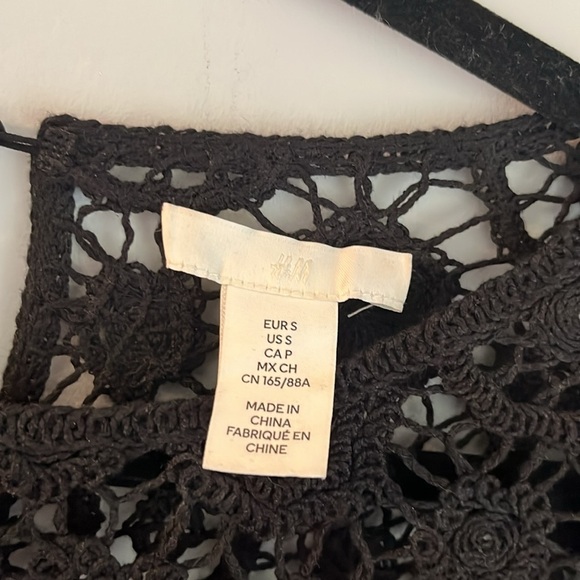 H&M
EUR S
US S
CA P
MX CH
CN 165/88A
MADE IN
CHINA
FABRIQUÉ EN
CHINE